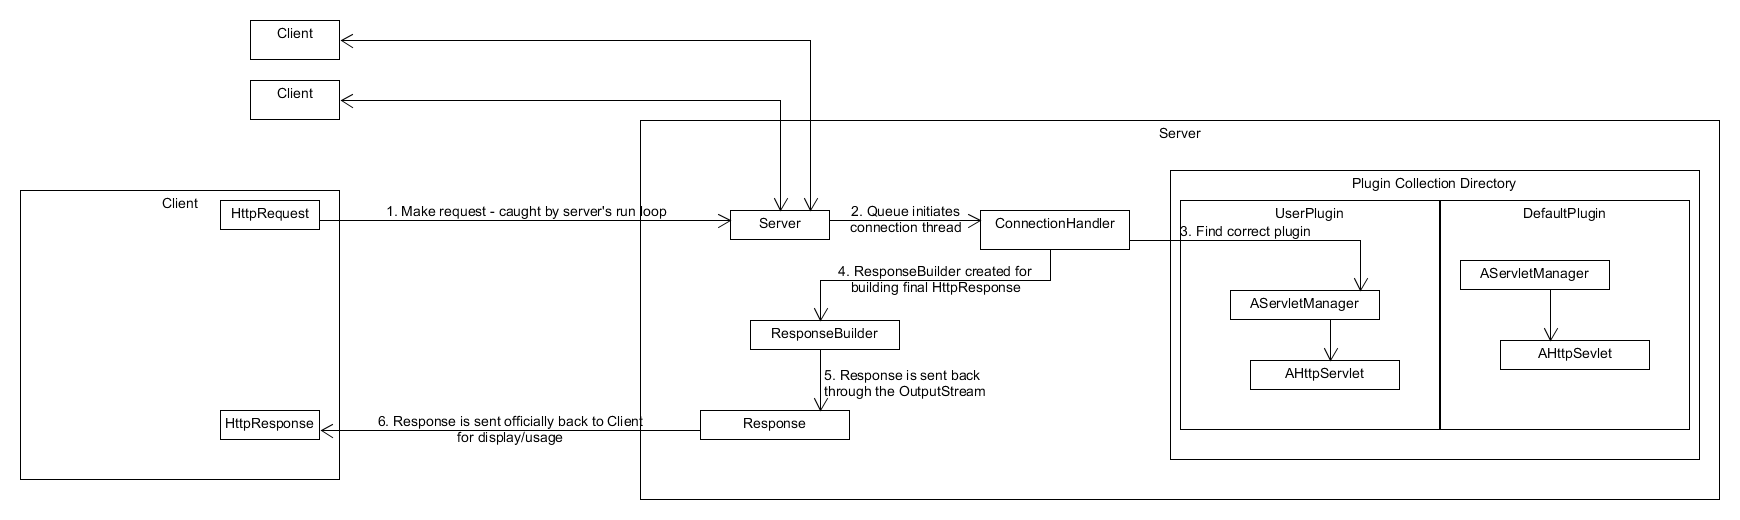 Client
Client
Server
Plugin Collection Directory
Client
HttpRequest
1. Make request - caught by server's run loop
Server
2. Queue initiates
connection thread
ConnectionHandler
UserPlugin
DefaultPlugin
3. Find correct plugin
4. ResponseBuilder created for
building final HttpResponse
AServletManager
AServletManager
ResponseBuilder
AHttpSevlet
AHttpServlet
5. Response is sent back
through the OutputStream
HttpResponse
6. Response is sent officially back to Client
for display/usage
Response